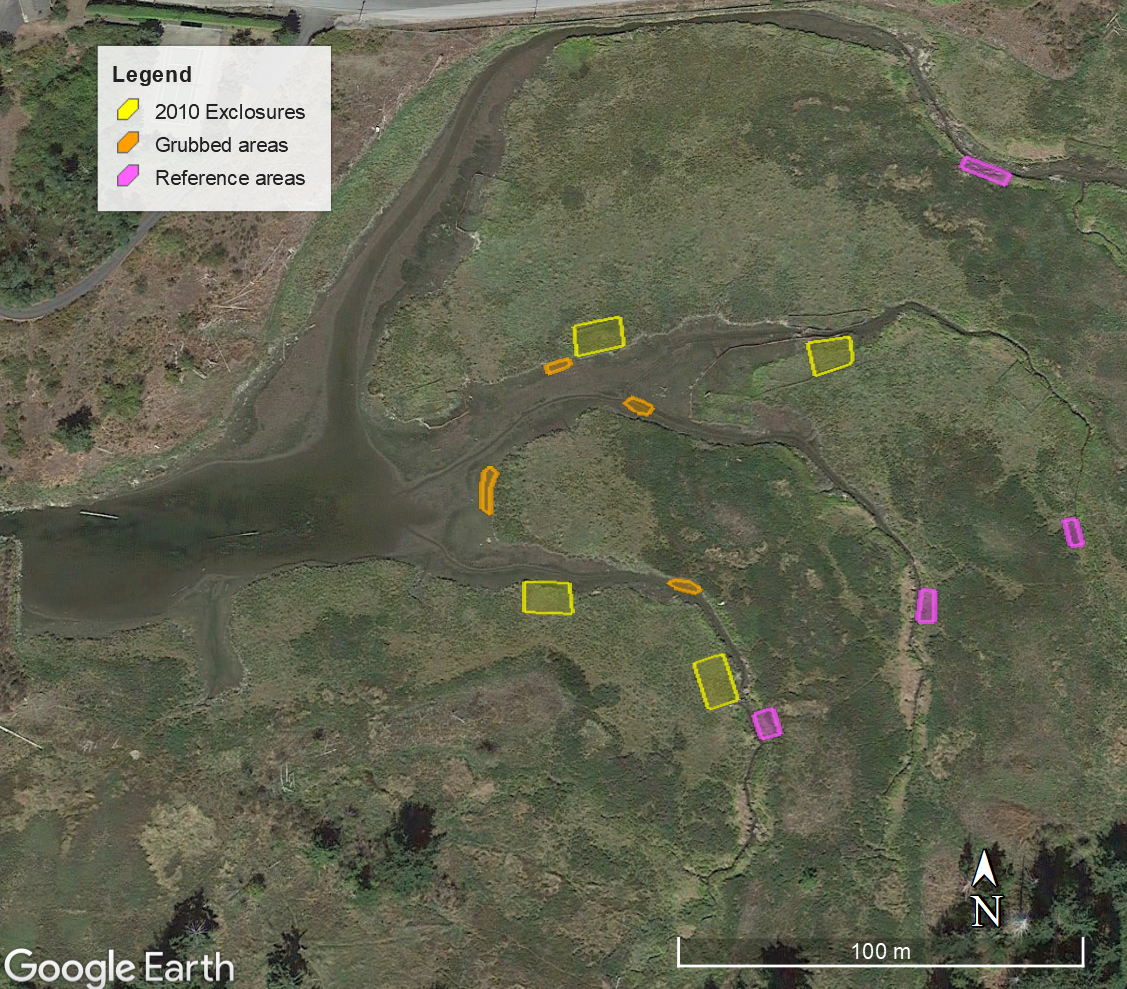 Legend
2010 Exclosures
Grubbed areas
Reference areas
N
100 m
Google Earth